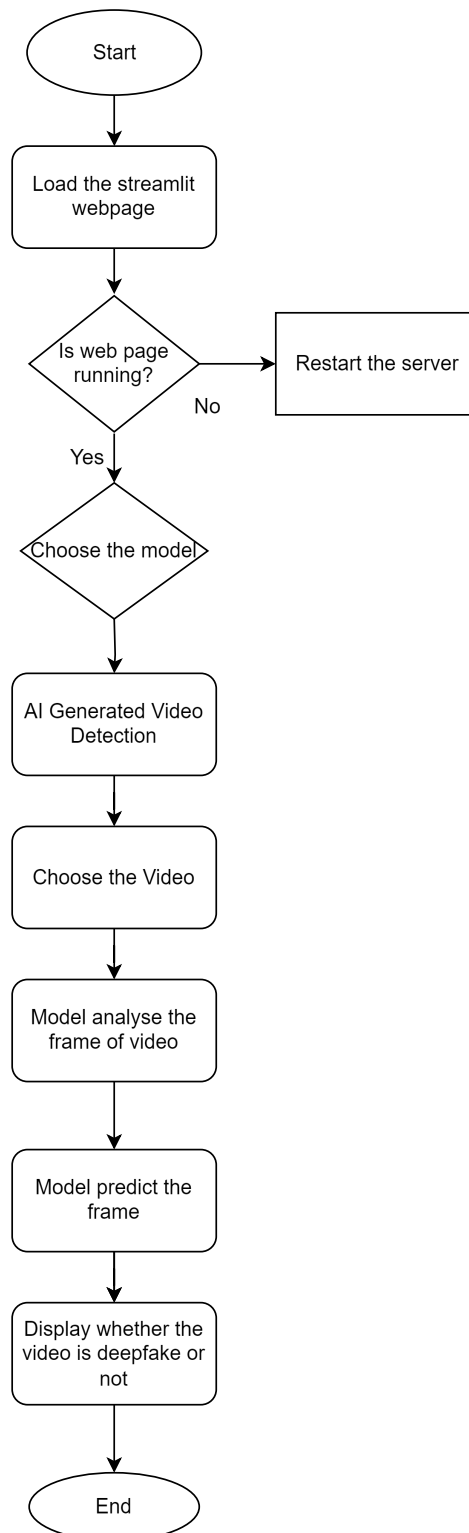 Start
Load the streamlit
webpage
Is web page
running?
Restart the server
No
Yes
Choose the model
AI Generated Video
Detection
Choose the Video
Model analyse the
frame of video
Model predict the
frame
Display whether the
video is deepfake or
not
End